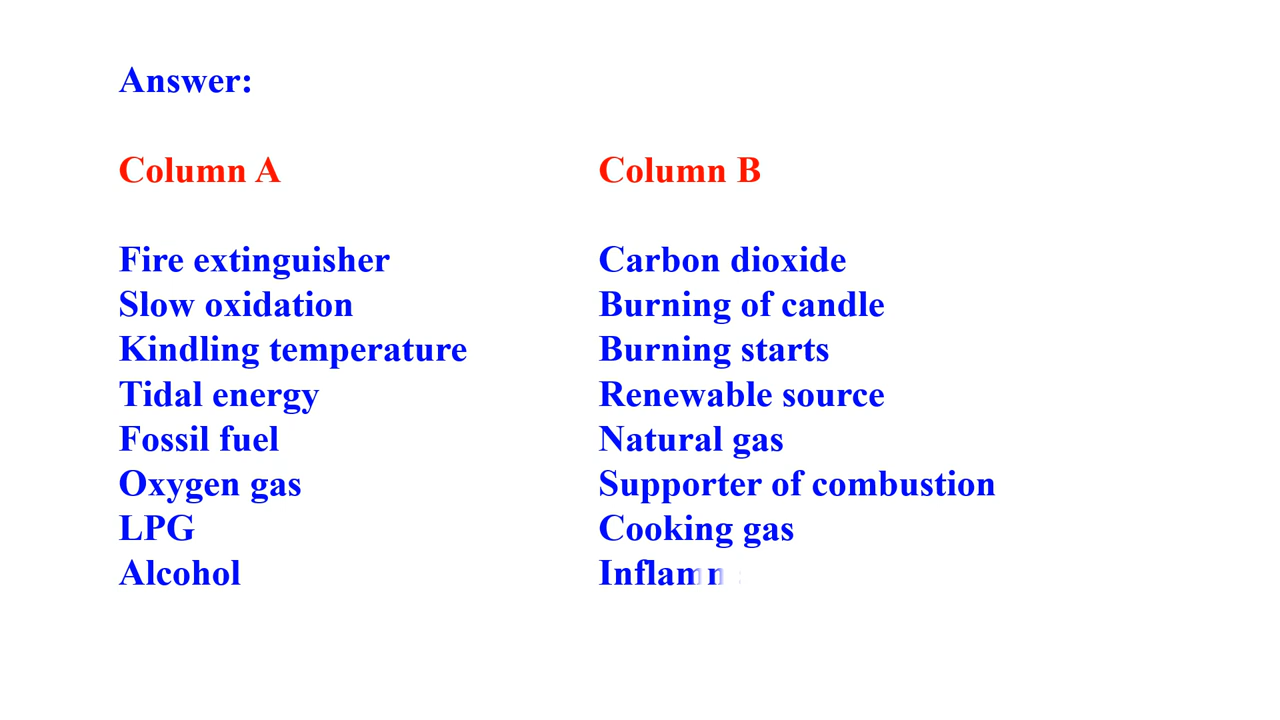 Answer:
Column A Column B
Fire extinguisher Carbon dioxide
Slow oxidation Burning of candle
Kindling temperature Burning starts
Tidal energy Renewable source
Fossil fuel Natural gas
Oxygen gas Supporter of combustion
LPG Cooking gas
Alcohol